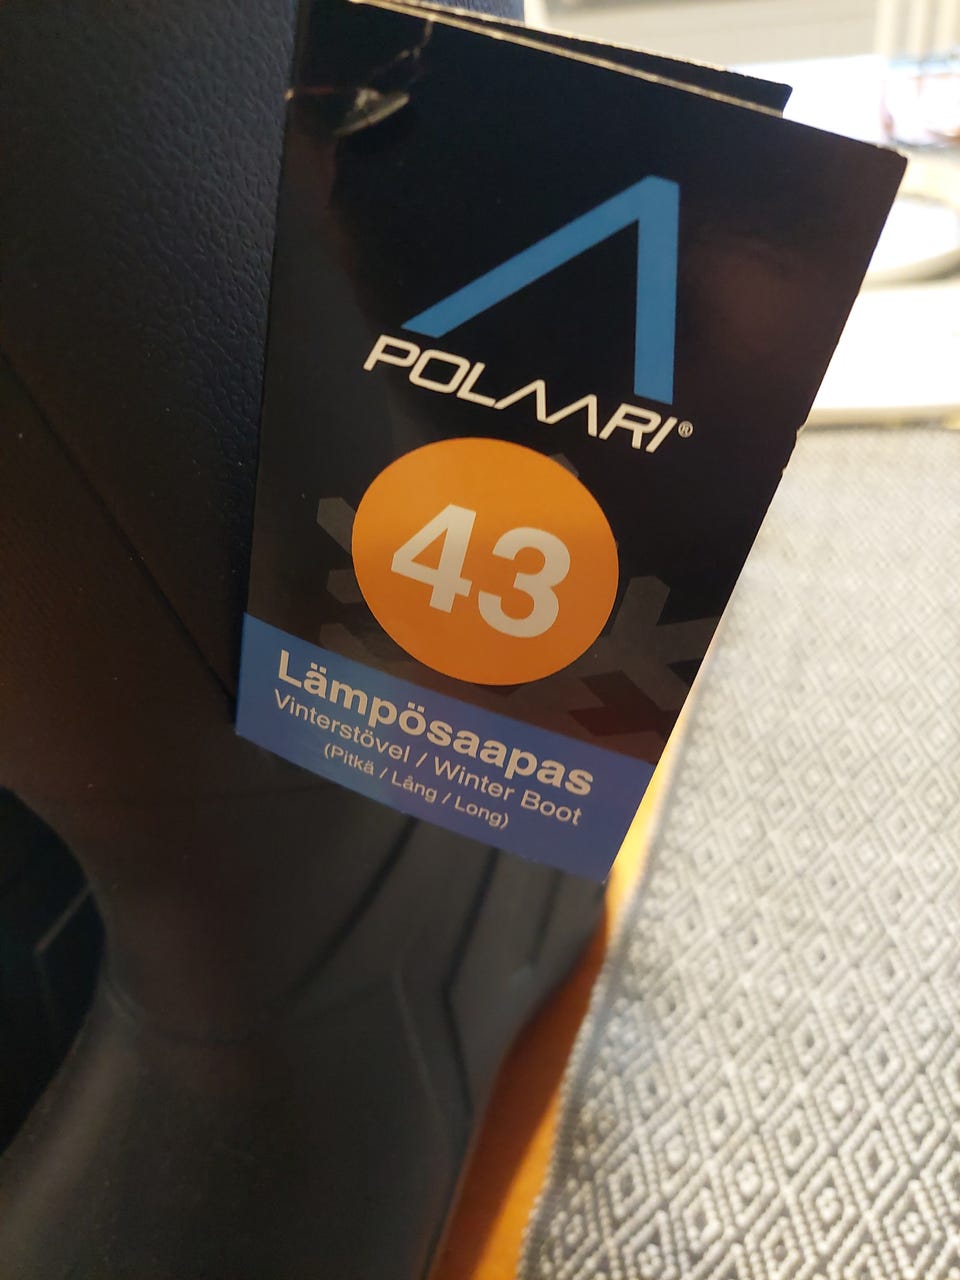 POLAARI®
43
Lämpösaapas
Vinterstövel / Winter Boot
(Pitkä / Lång / Long)